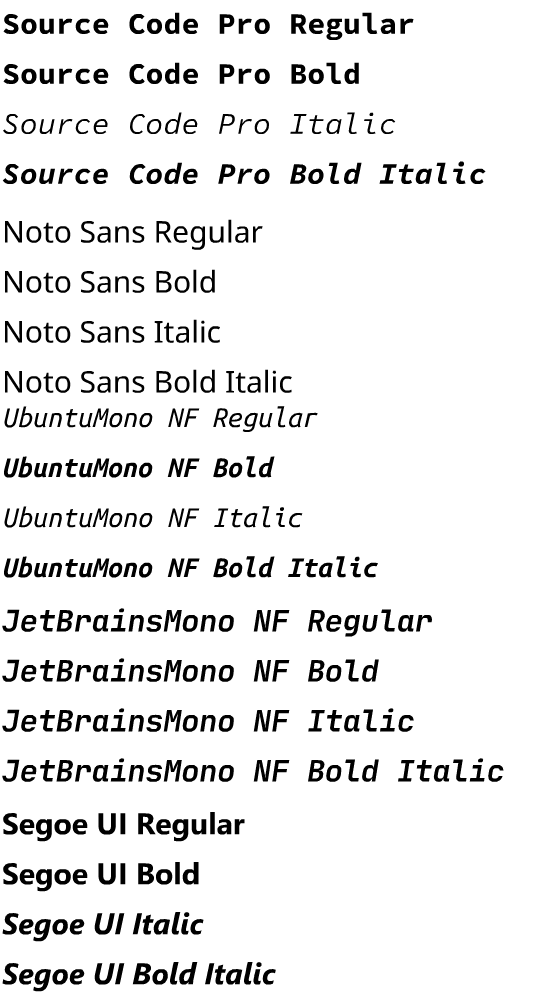 Source Code Pro Regular
Source Code Pro Bold
Source Code Pro Italic
Source Code Pro Bold Italic
Noto Sans Regular
Noto Sans Bold
Noto Sans Italic
Noto Sans Bold Italic
UbuntuMono NF Regular
UbuntuMono NF Bold
UbuntuMono NF Italic
UbuntuMono NF Bold Italic
JetBrainsMono NF Regular
JetBrainsMono NF Bold
JetBrainsMono NF Italic
JetBrainsMono NF Bold Italic
Segoe UI Regular
Segoe UI Bold
Segoe UI Italic
Segoe UI Bold Italic